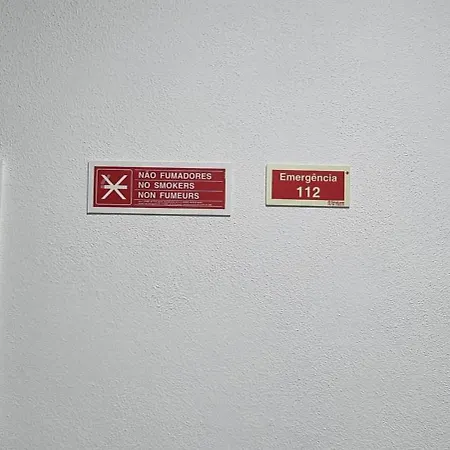 NÃO FUMADORES
NO SMOKERS
NON FUMEURS
Emergência
112